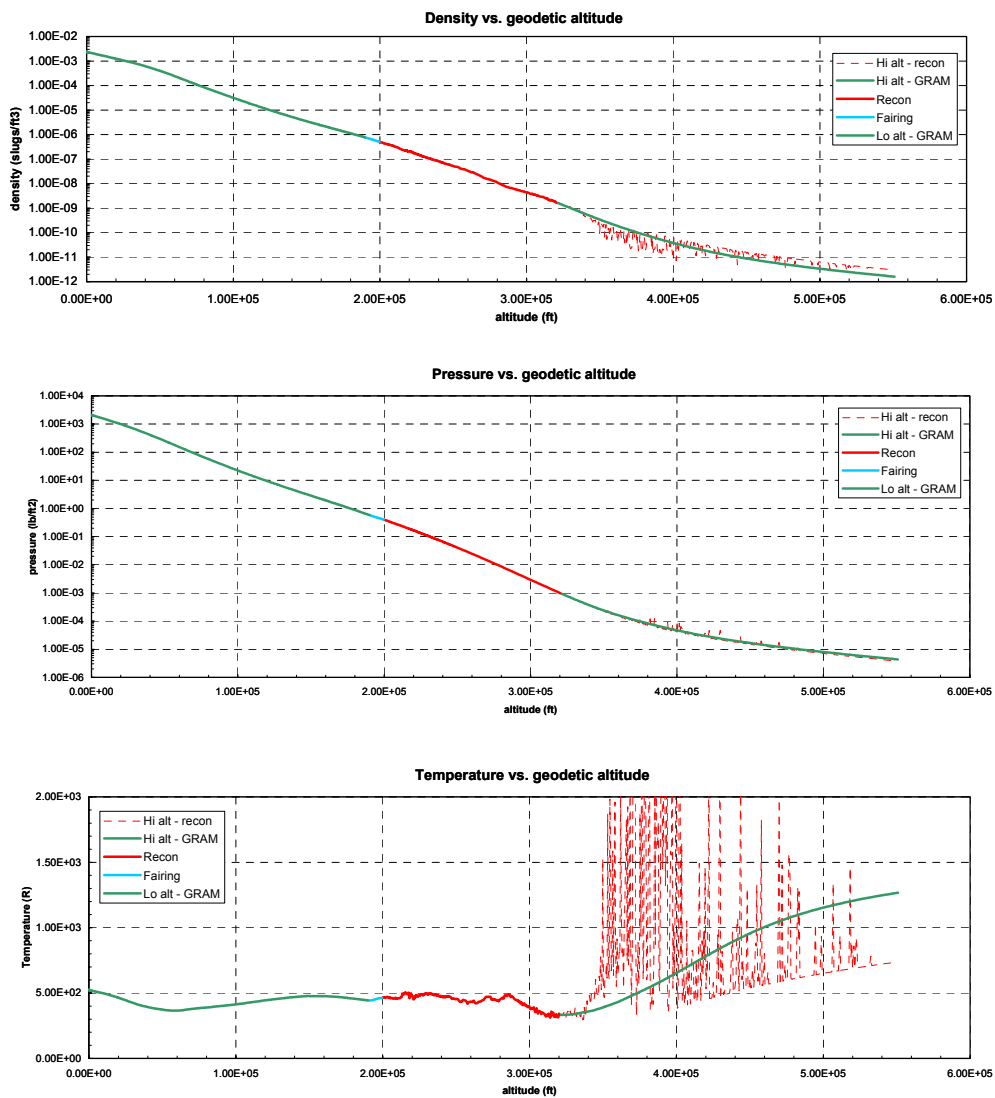 Density vs. geodetic altitude
1.00E-02
1.00E-03
1.00E-04
1.00E-05
1.00E-06
1.00E-07
1.00E-08
1.00E-09
1.00E-10
1.00E-11
1.00E-12
density (slugs/ft3)
Hi alt - recon
Hi alt - GRAM
Recon
Fairing
Lo alt - GRAM
0.00E+00 1.00E+05 2.00E+05 3.00E+05 4.00E+05 5.00E+05 6.00E+05
altitude (ft)
Pressure vs. geodetic altitude
1.00E+04
1.00E+03
1.00E+02
1.00E+01
1.00E+00
1.00E-01
1.00E-02
1.00E-03
1.00E-04
1.00E-05
1.00E-06
pressure (lb/ft2)
Hi alt - recon
Hi alt - GRAM
Recon
Fairing
Lo alt - GRAM
0.00E+00 1.00E+05 2.00E+05 3.00E+05 4.00E+05 5.00E+05 6.00E+05
altitude (ft)
Temperature vs. geodetic altitude
2.00E+03
1.50E+03
1.00E+03
5.00E+02
0.00E+00
Temperature (R)
Hi alt - recon
Hi alt - GRAM
Recon
Fairing
Lo alt - GRAM
0.00E+00 1.00E+05 2.00E+05 3.00E+05 4.00E+05 5.00E+05 6.00E+05
altitude (ft)